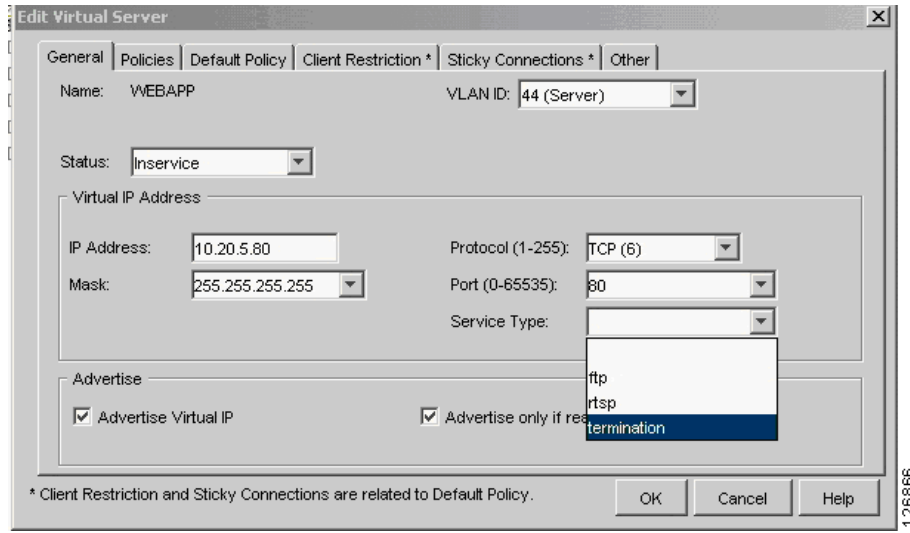 Edit Virtual Server
General Policies Default Policy Client Restriction * Sticky Connections * Other
Name: WEBAPP VLAN ID: 44 (Server)
Status: Inservice
Virtual IP Address
IP Address: 10.20.5.80 Protocol (1-255): TCP (6)
Mask: 255.255.255.255 Port (0-65535): 80
Service Type:
ftp
rtsp
termination
Advertise
Advertise Virtual IP Advertise only if
* Client Restriction and Sticky Connections are related to Default Policy.
OK Cancel Help
126866